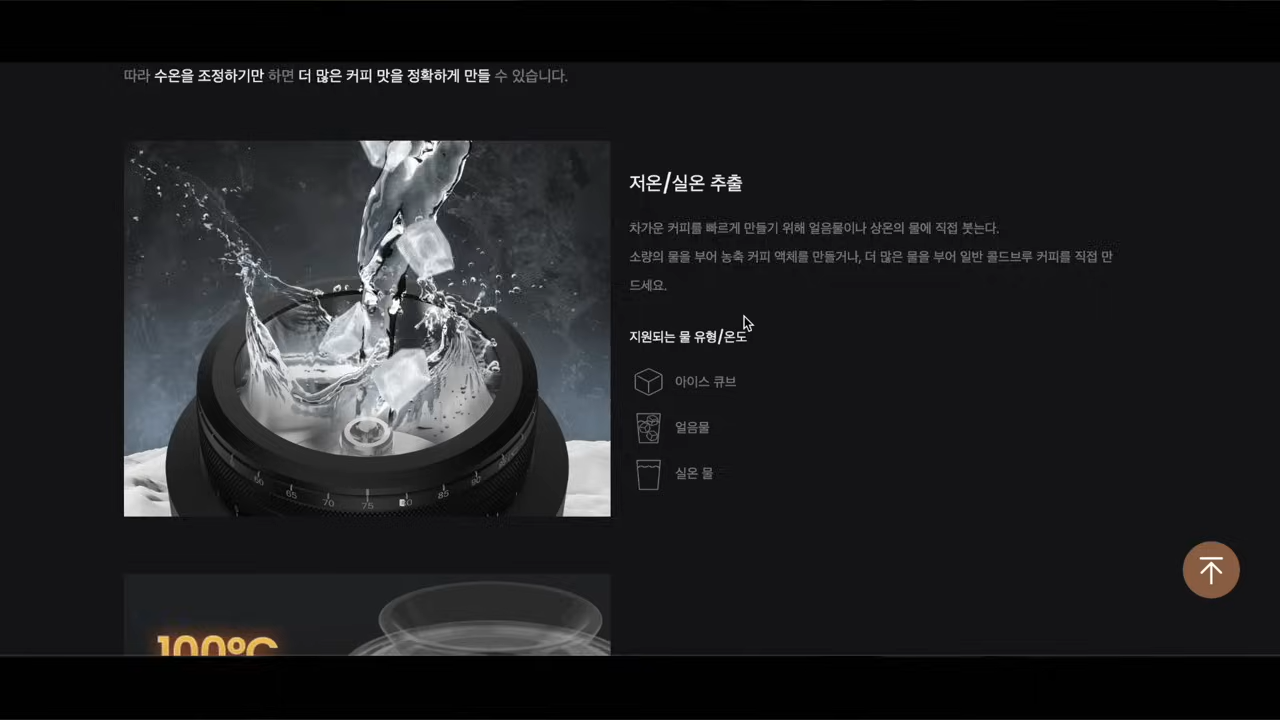 따라 수온을 조정하기만 하면 더 많은 커피 맛을 정확하게 만들 수 있습니다.
저온/실온 추출
차가운 커피를 빠르게 만들기 위해 얼음물이나 상온의 물에 직접 붓는다.
소량의 물을 부어 농축 커피 액체를 만들거나, 더 많은 물을 부어 일반 콜드브루 커피를 직접 만
드세요.
지원되는 물 유형/온도
아이스 큐브
얼음물
실온 물
65 70 75 80 85 90
100°C